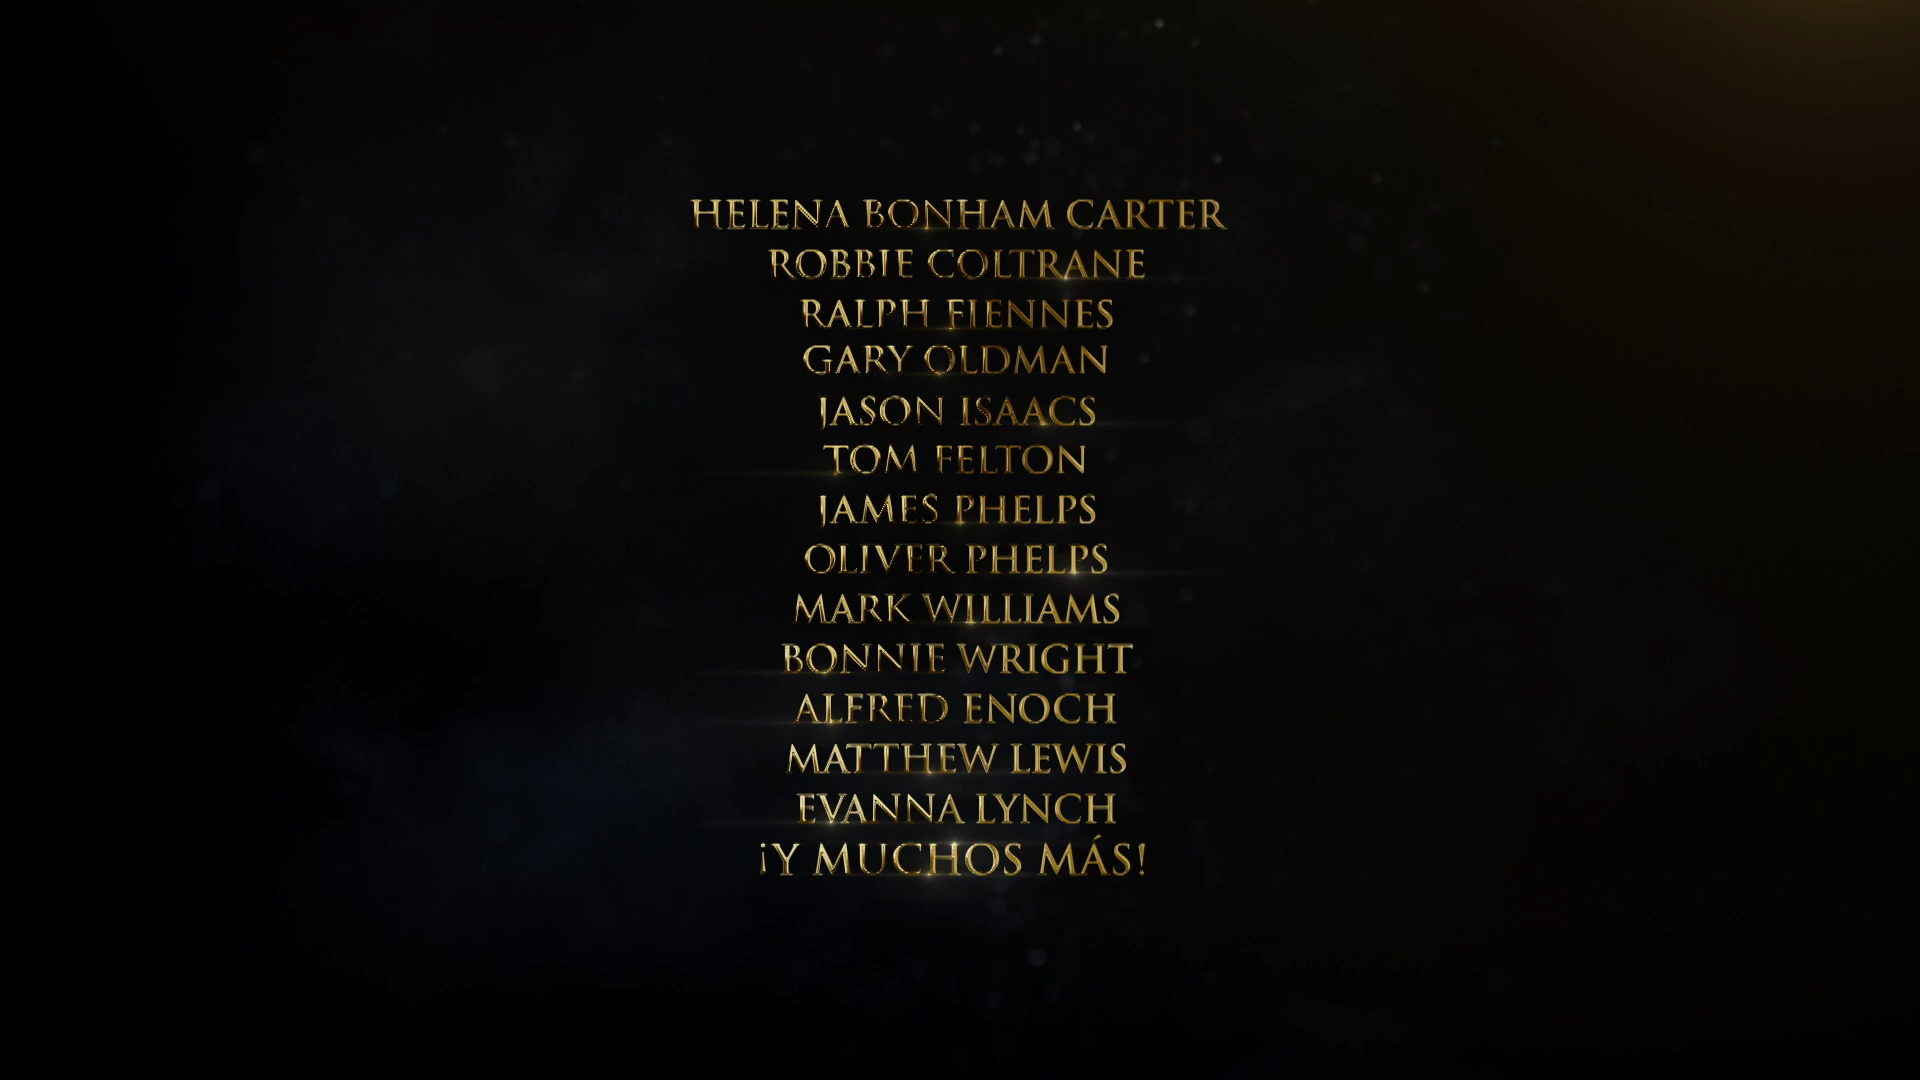 HELENA BONHAM CARTER
ROBBIE COLTRANE
RALPH FIENNES
GARY OLDMAN
JASON ISAACS
TOM FELTON
JAMES PHELPS
OLIVER PHELPS
MARK WILLIAMS
BONNIE WRIGHT
ALFRED ENOCH
MATTHEW LEWIS
EVANNA LYNCH
¡Y MUCHOS MÁS!